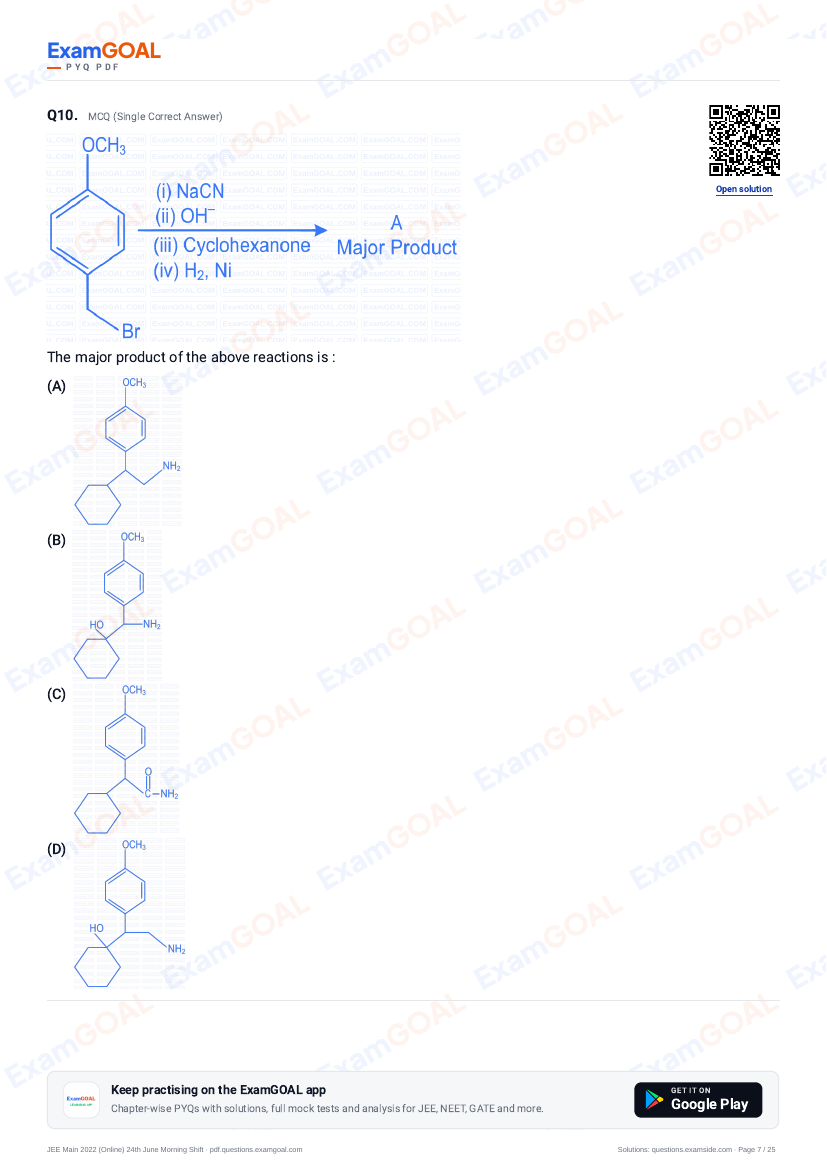 ExamGOAL
PYQ PDF
Q10. MCQ (Single Correct Answer)
Open solution
OCH₃
(i) NaCN
(ii) OH⁻
(iii) Cyclohexanone
(iv) H₂, Ni
A
Major Product
Br
The major product of the above reactions is :
(A)
OCH₃
NH₂
(B)
OCH₃
HO
NH₂
(C)
OCH₃
O
C–NH₂
(D)
OCH₃
HO
NH₂
Keep practising on the ExamGOAL app
Chapter-wise PYQs with solutions, full mock tests and analysis for JEE, NEET, GATE and more.
GET IT ON
Google Play
JEE Main 2022 (Online) 24th June Morning Shift · pdf.questions.examgoal.com
Solutions: questions.examside.com · Page 7 / 25